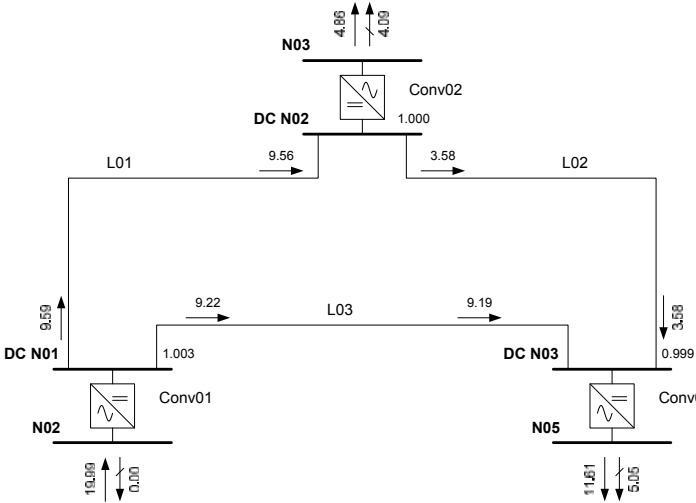 4.86
4.09
N03
Conv02
DC N02
1.000
L01
9.56
3.58
L02
9.59
9.22
L03
9.19
3.58
DC N01
1.003
DC N03
0.999
Conv01
Conv0
N02
N05
19.99
0.00
11.61
5.05